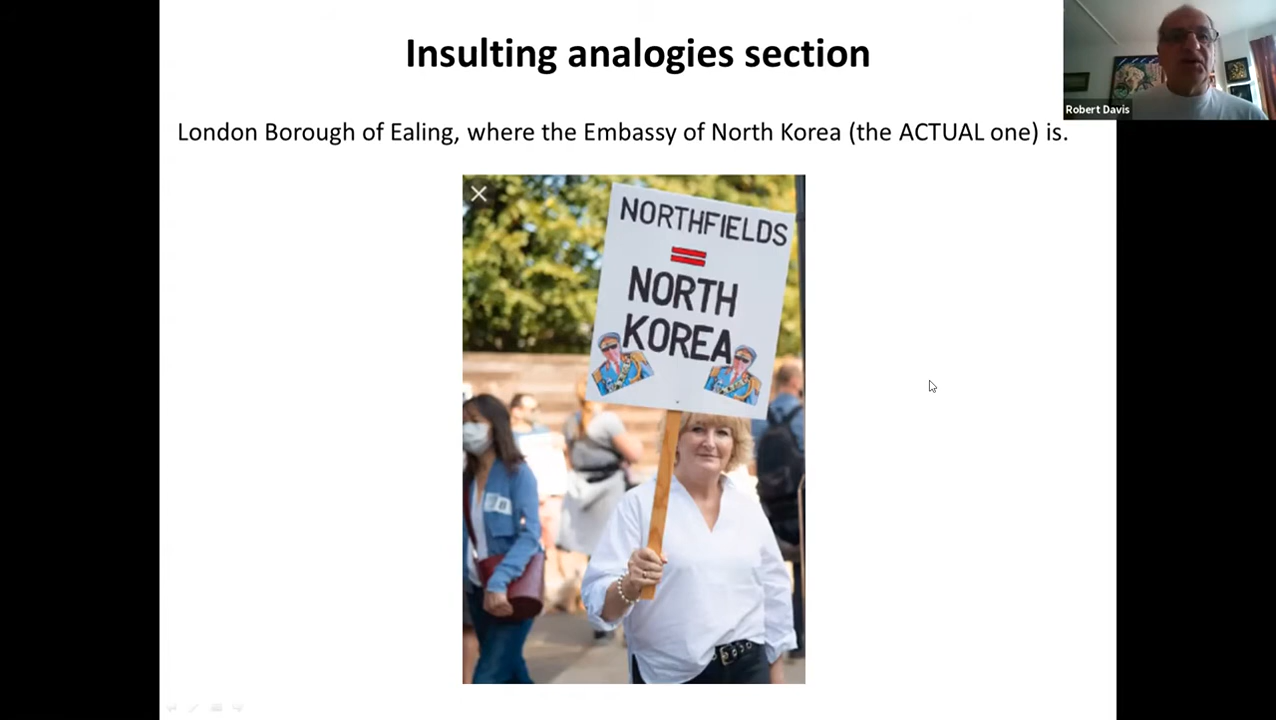 Insulting analogies section
Robert Davis
London Borough of Ealing, where the Embassy of North Korea (the ACTUAL one) is.
NORTHFIELDS
=
NORTH
KOREA